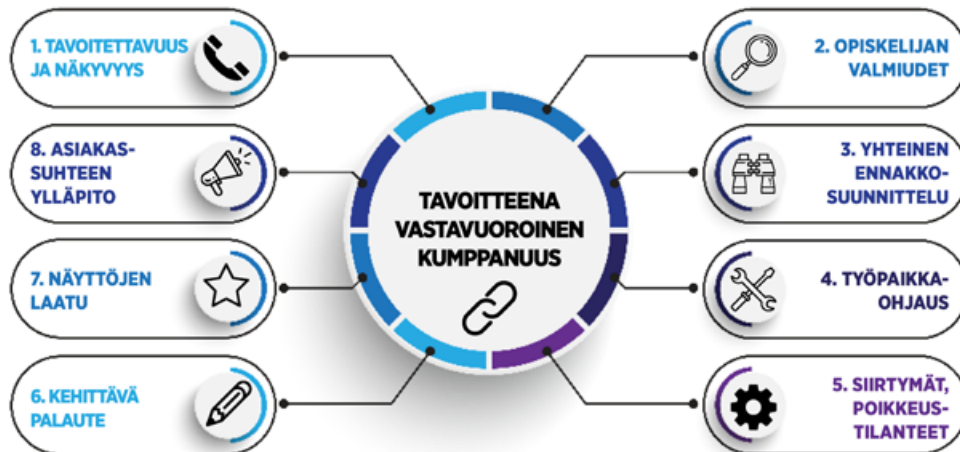 1. TAVOITETTAVUUS
JA NÄKYVYYS
2. OPISKELIJAN
VALMIUDET
8. ASIAKAS-
SUHTEEN
YLLÄPITO
3. YHTEINEN
ENNAKKO-
SUUNNITTELU
TAVOITTEENA
VASTAVUOROINEN
KUMPPANUUS
7. NÄYTTÖJEN
LAATU
4. TYÖPAIKKA-
OHJAUS
6. KEHITTÄVÄ
PALAUTE
5. SIIRTYMÄT,
POIKKEUS-
TILANTEET